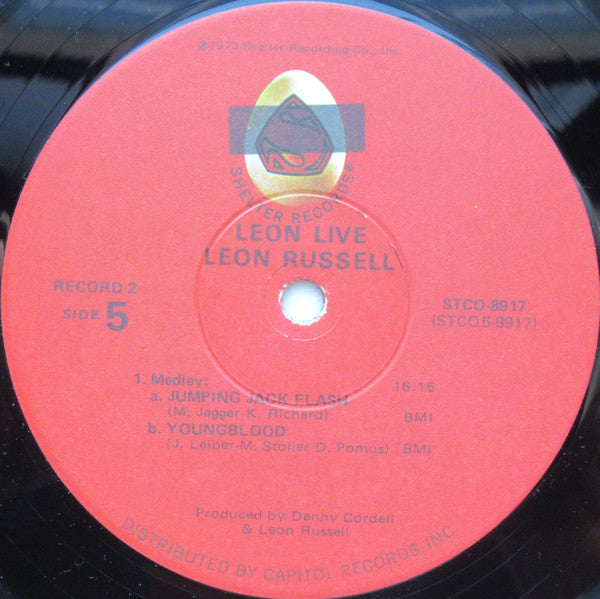 ℗1973 Shelter Recording Co., Inc.
SHELTER RECORDS®
LEON LIVE
LEON RUSSELL
RECORD 2
SIDE 5
STCO-8917
(STCO 5-8917)
1. Medley: 16:15
a. JUMPING JACK FLASH
(M. Jagger-K. Richard) BMI
b. YOUNGBLOOD
(J. Leiber-M. Stoller-D. Pomus) BMI
Produced by Denny Cordell
& Leon Russell
DISTRIBUTED BY CAPITOL RECORDS, INC.